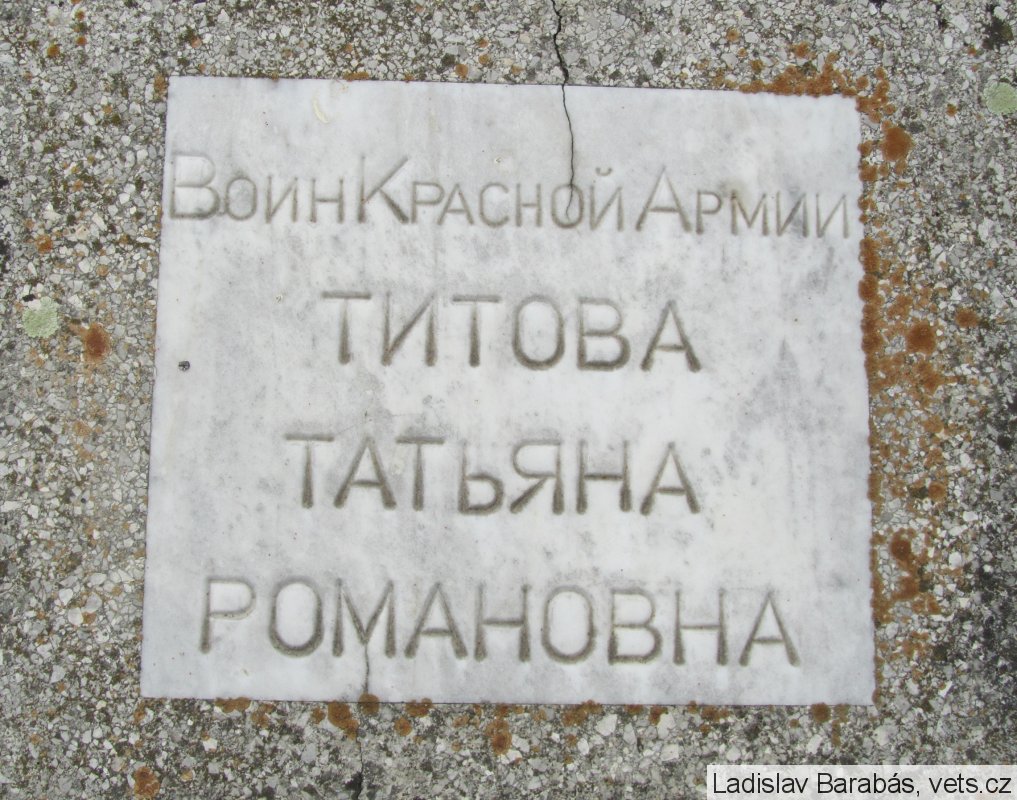 Воин Красной Армии
ТИТОВА
ТАТЬЯНА
РОМАНОВНА
Ladislav Barabás, vets.cz